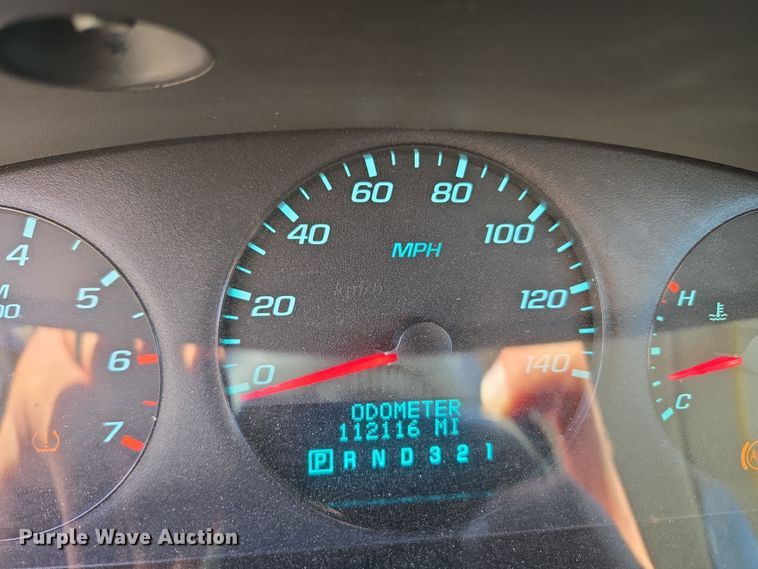 60 80
40 100
MPH
20 120
0 140
4
5
6
7
H
C
ODOMETER
112116 MI
P R N D 3 2 1
Purple Wave Auction